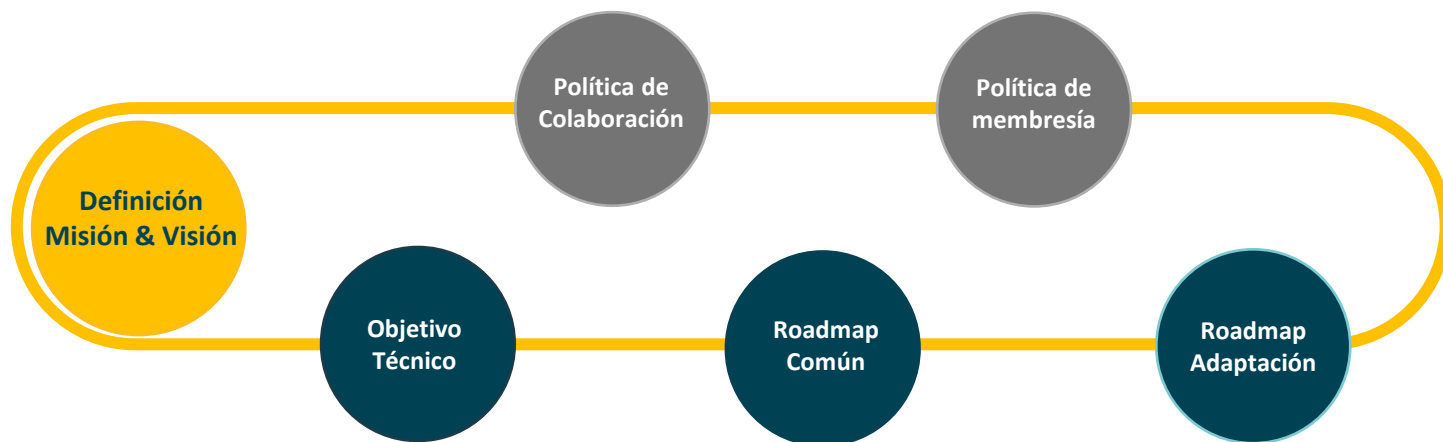 Política de
Colaboración
Política de
membresía
Definición
Misión & Visión
Objetivo
Técnico
Roadmap
Común
Roadmap
Adaptación